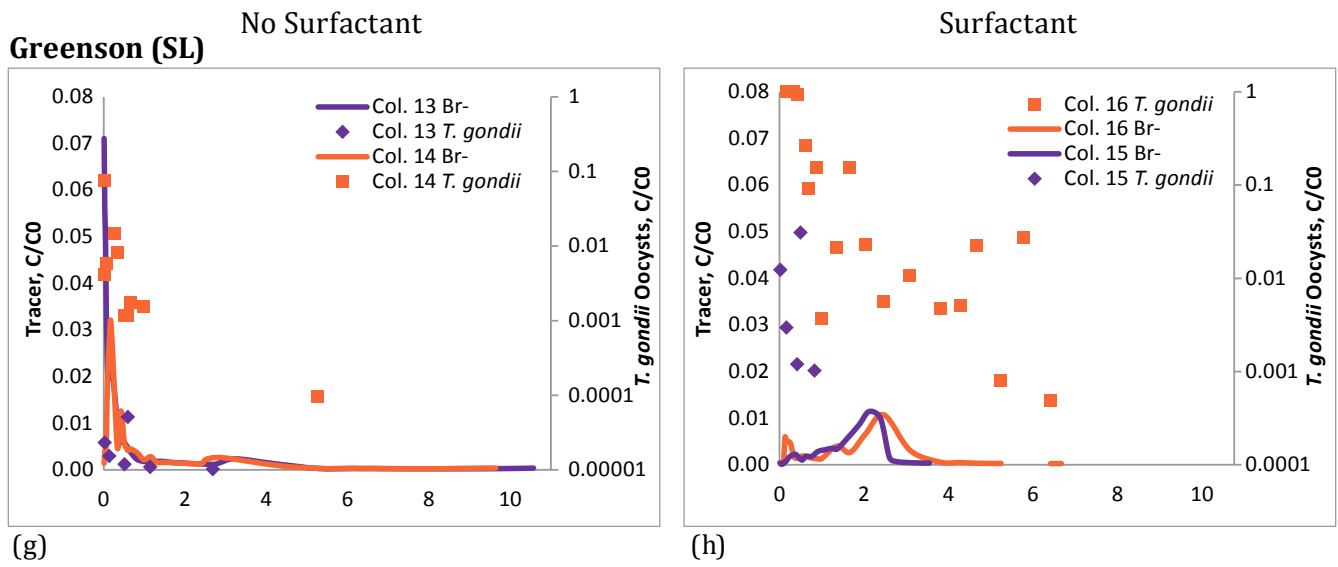 No Surfactant
Surfactant
Greenson (SL)
Col. 13 Br-
Col. 13 T. gondii
Col. 14 Br-
Col. 14 T. gondii
0.08
0.07
0.06
0.05
0.04
0.03
0.02
0.01
0.00
Tracer, C/C0
1
0.1
0.01
0.001
0.0001
0.00001
T. gondii Oocysts, C/C0
0 2 4 6 8 10
(g)
Col. 16 T. gondii
Col. 16 Br-
Col. 15 Br-
Col. 15 T. gondii
0.08
0.07
0.06
0.05
0.04
0.03
0.02
0.01
0.00
Tracer, C/C0
1
0.1
0.01
0.001
0.0001
T. gondii Oocysts, C/C0
0 2 4 6 8 10
(h)